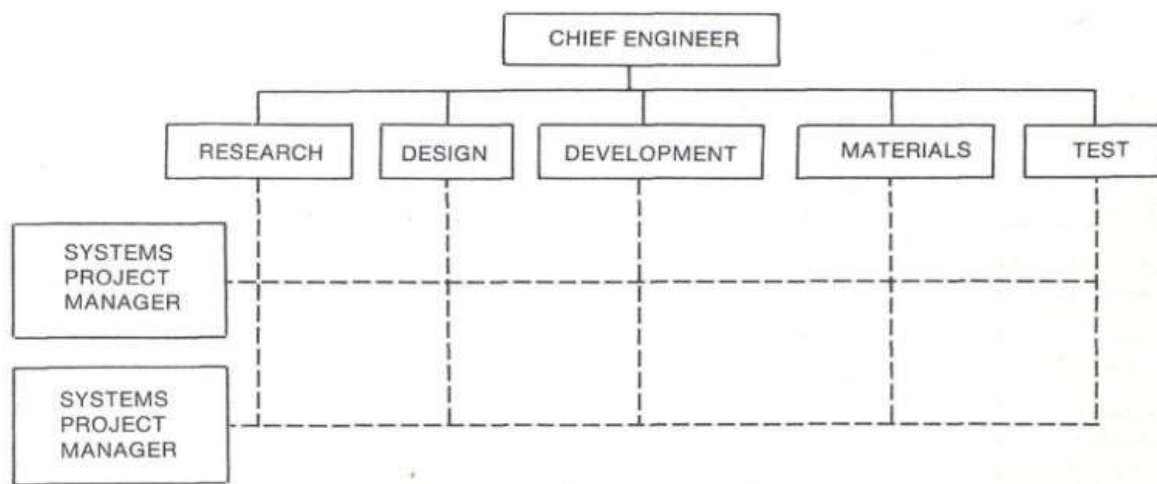 CHIEF ENGINEER
RESEARCH
DESIGN
DEVELOPMENT
MATERIALS
TEST
SYSTEMS
PROJECT
MANAGER
SYSTEMS
PROJECT
MANAGER